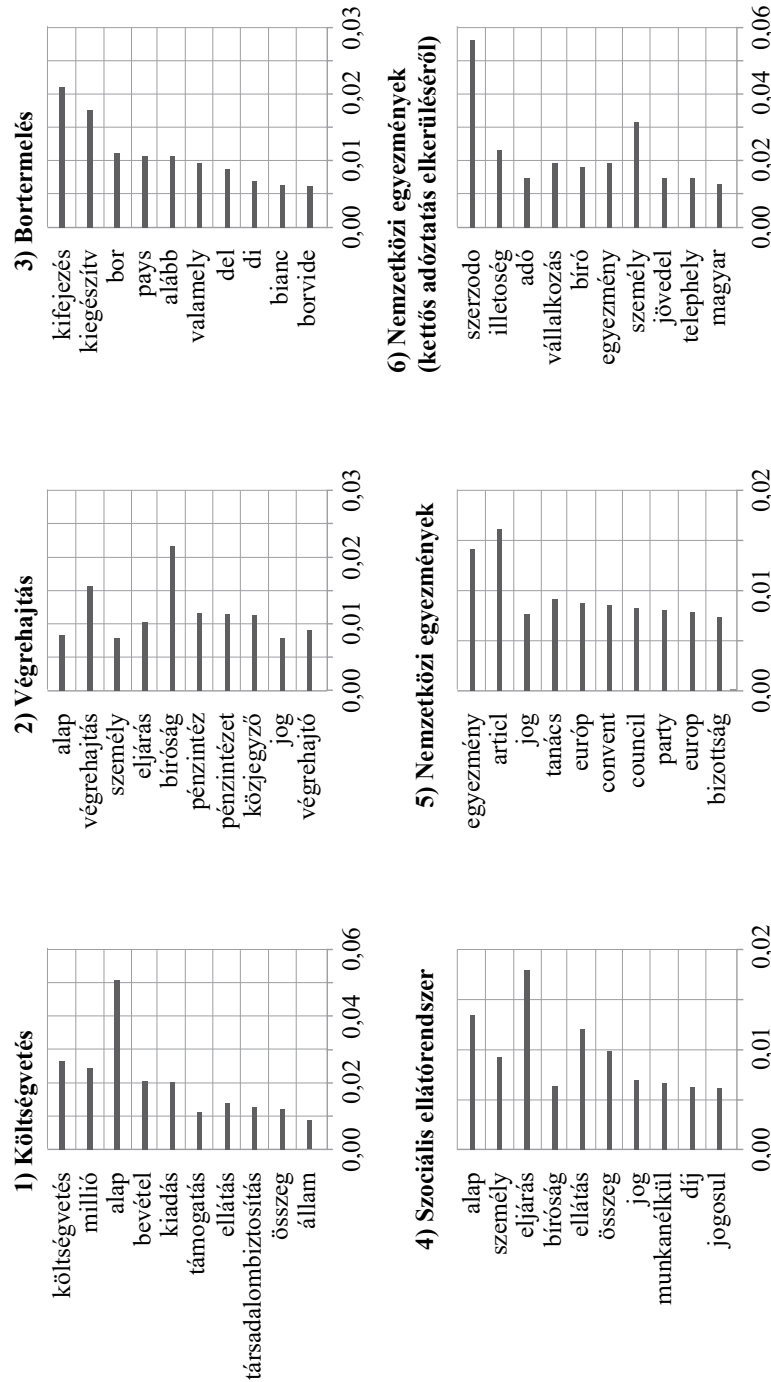 1) Költségvetés
költségvetés
millió
alap
bevétel
kiadás
támogatás
ellátás
társadalombiztosítás
összeg
állam
0,00 0,02 0,04 0,06
2) Végrehajtás
alap
végrehajtás
személy
eljárás
bíróság
pénzintéz
pénzintézet
közjegyző
jog
végrehajtó
0,00 0,01 0,02 0,03
3) Bortermelés
kifejezés
kiegészítv
bor
pays
alább
valamely
del
di
bianc
borvide
0,00 0,01 0,02 0,03
4) Szociális ellátórendszer
alap
személy
eljárás
bíróság
ellátás
összeg
jog
munkanélkül
díj
jogosul
0,00 0,01 0,02
5) Nemzetközi egyezmények
egyezmény
articl
jog
tanács
európ
convent
council
party
europ
bizottság
0,00 0,01 0,02
6) Nemzetközi egyezmények
(kettős adóztatás elkerüléséről)
szerzodo
illetoség
adó
vállalkozás
bíró
egyezmény
személy
jövedel
telephely
magyar
0,00 0,02 0,04 0,06